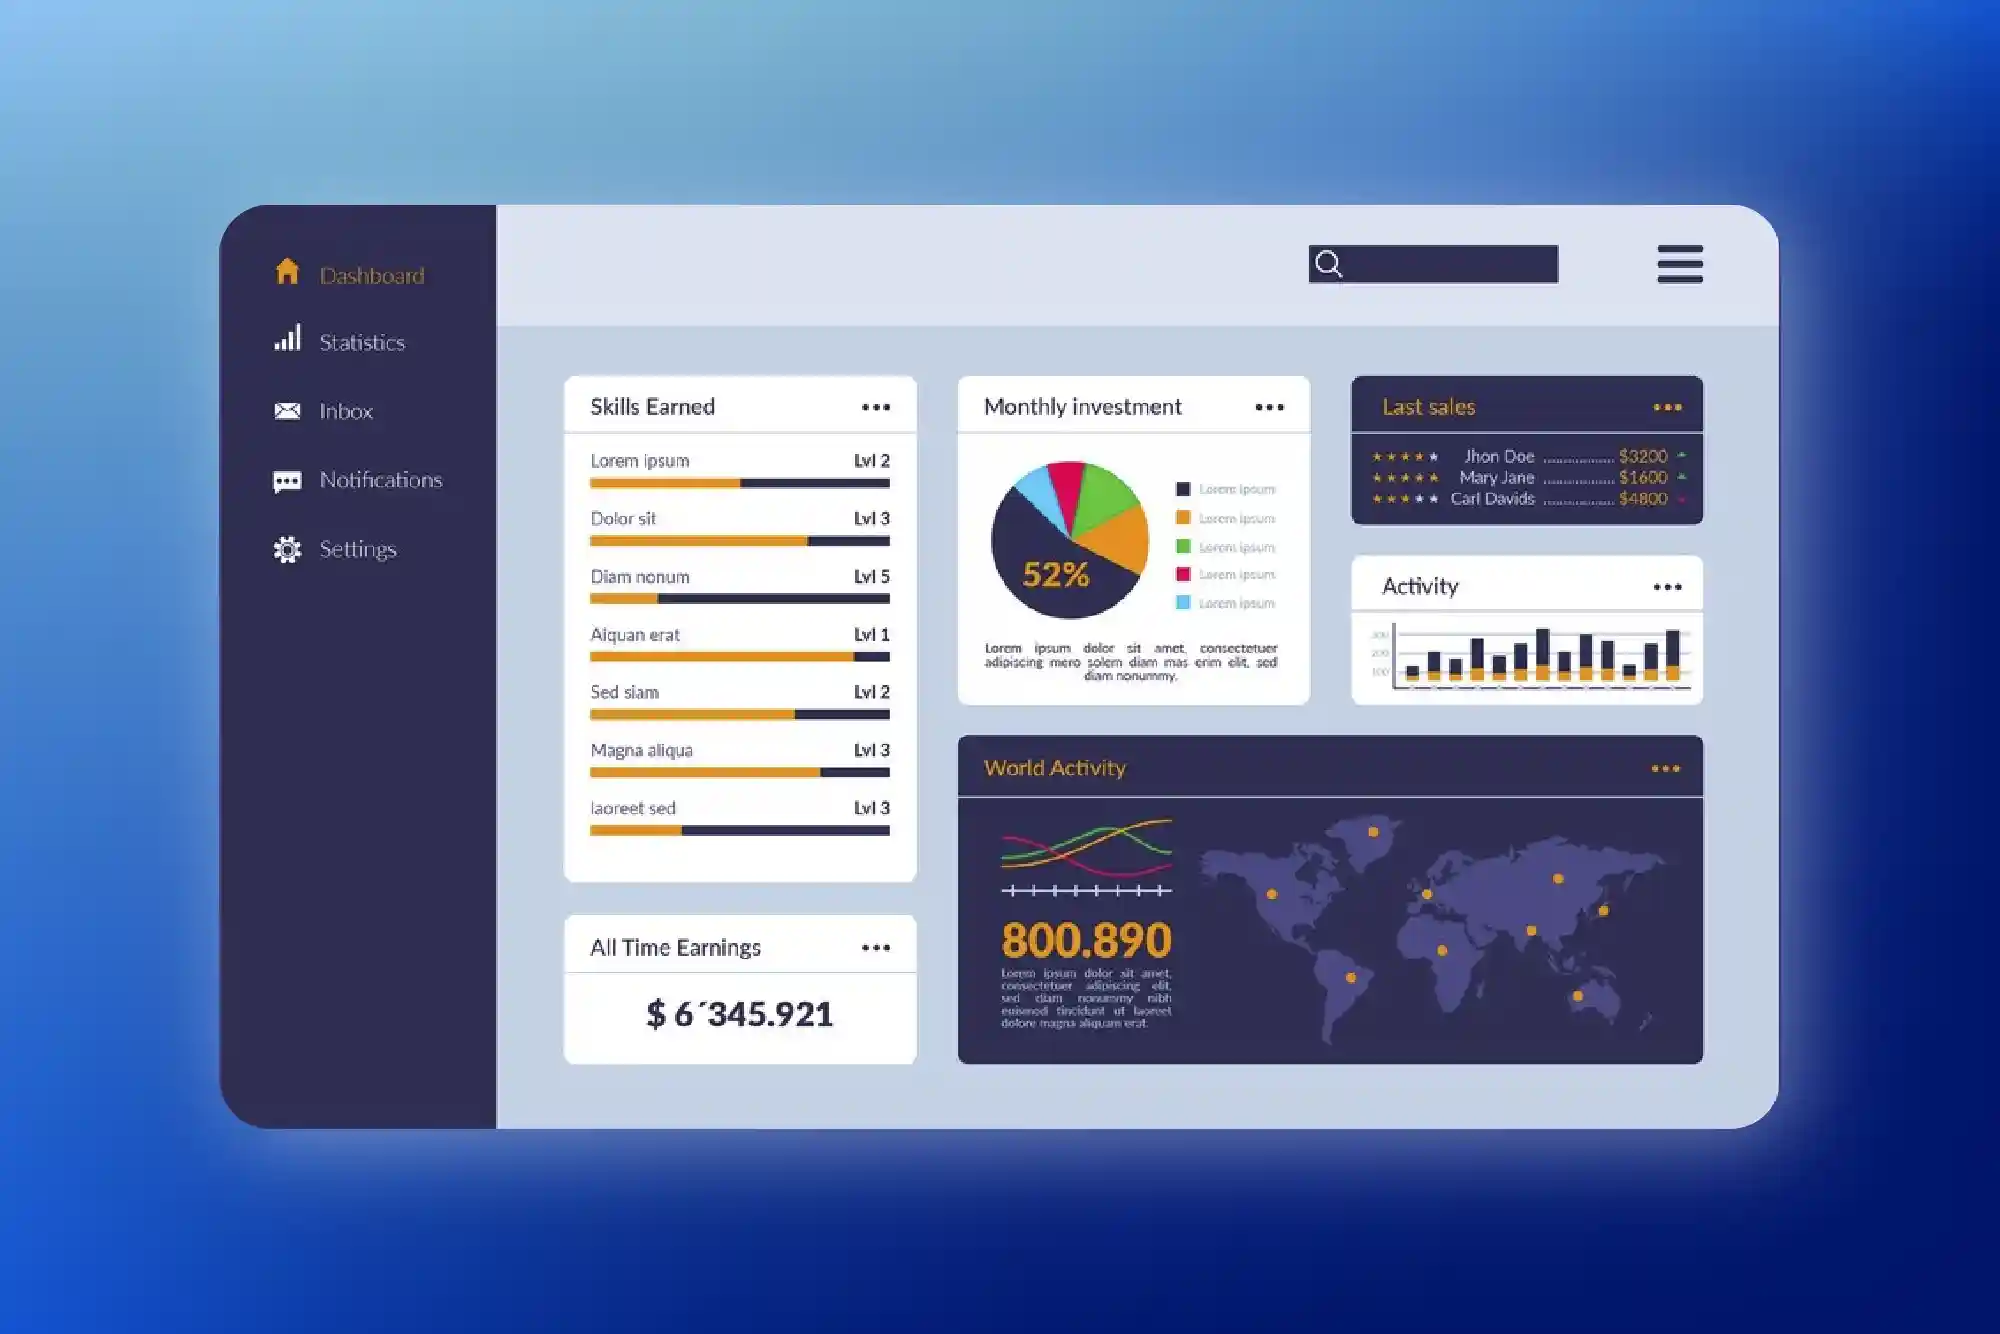 Dashboard
Statistics
Inbox
Notifications
Settings
Skills Earned
Lorem ipsum Lvl 2
Dolor sit Lvl 3
Diam nonum Lvl 5
Aiquan erat Lvl 1
Sed siam Lvl 2
Magna aliqua Lvl 3
laoreet sed Lvl 3
All Time Earnings
$ 6´345.921
Monthly investment
52%
Lorem ipsum
Lorem ipsum
Lorem ipsum
Lorem ipsum
Lorem ipsum
Lorem ipsum dolor sit amet, consectetuer
adipiscing mero solem diam mas enim elit, sed
diam nonummy.
Last sales
Jhon Doe $3200
Mary Jane $1600
Carl Davids $4800
Activity
300
200
100
World Activity
800.890
Lorem ipsum dolor sit amet,
consectetuer adipiscing elit,
sed diam nonummy nibh
euismod tincidunt ut laoreet
dolore magna aliquam erat.